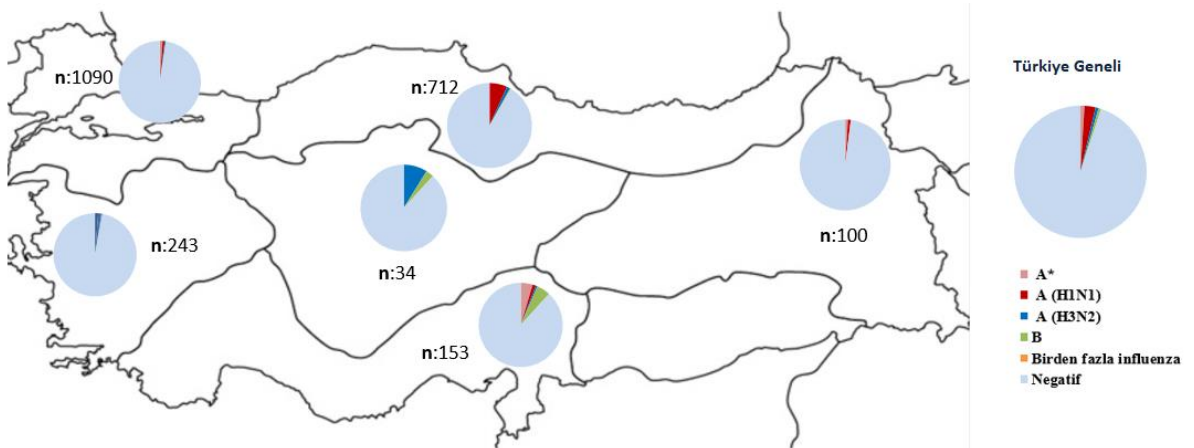 n:1090
n:712
n:243
n:34
n:100
n:153
Türkiye Geneli
A*
A (H1N1)
A (H3N2)
B
Birden fazla influenza
Negatif